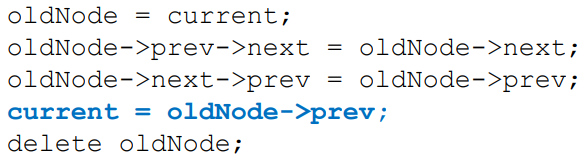 oldNode = current;
oldNode->prev->next = oldNode->next;
oldNode->next->prev = oldNode->prev;
current = oldNode->prev;
delete oldNode;